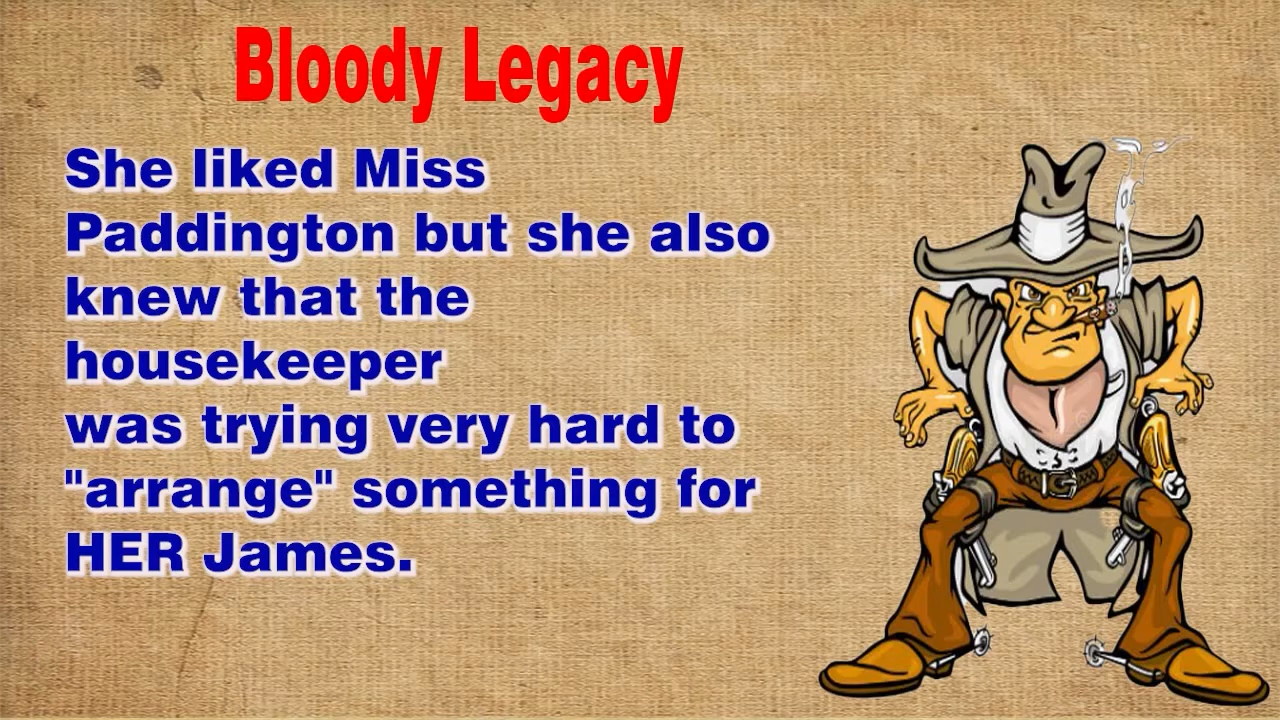 Bloody Legacy
She liked Miss
Paddington but she also
knew that the
housekeeper
was trying very hard to
"arrange" something for
HER James.